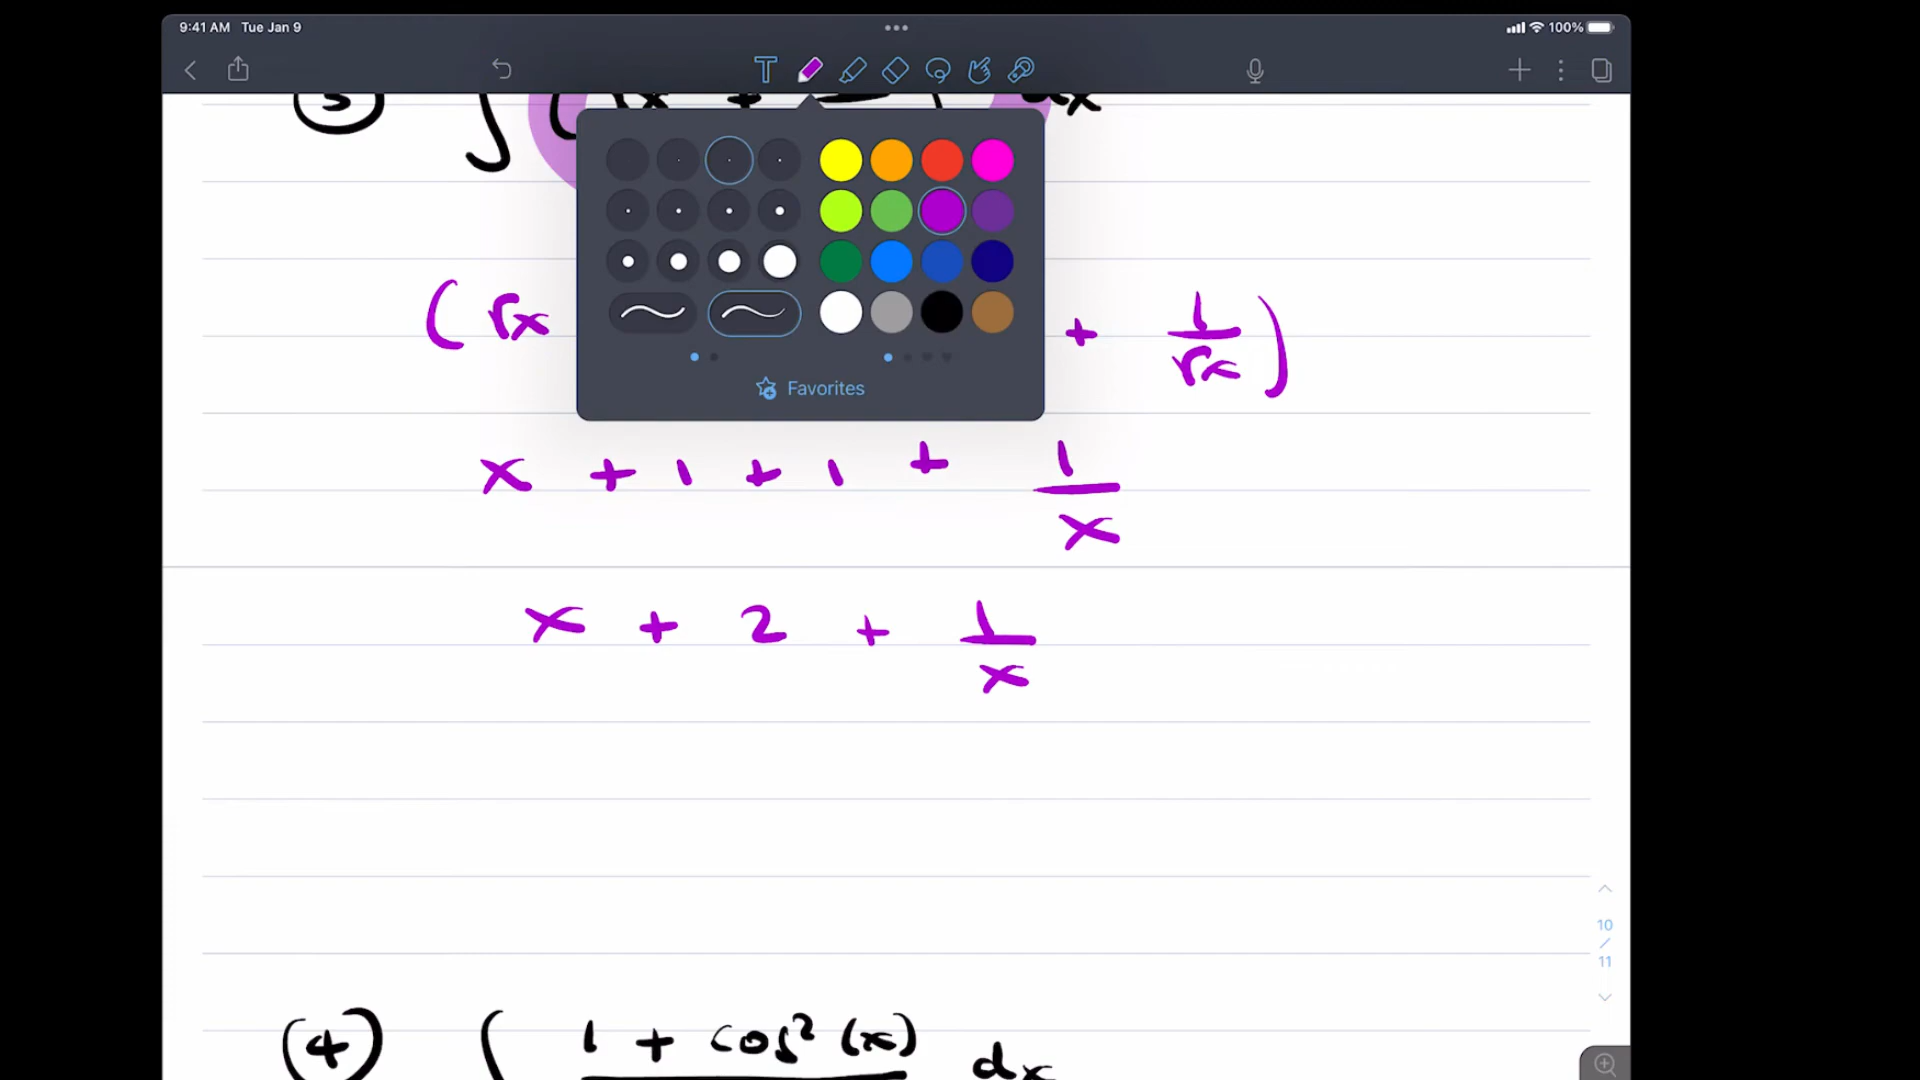 9:41 AM Tue Jan 9
100%
(3) ∫ ( √x + ) dx
Favorites
( √x + 1/√x )
x + 1 + 1 + 1/x
x + 2 + 1/x
10
/
11
(4) ∫ 1 + cos² (x) dx